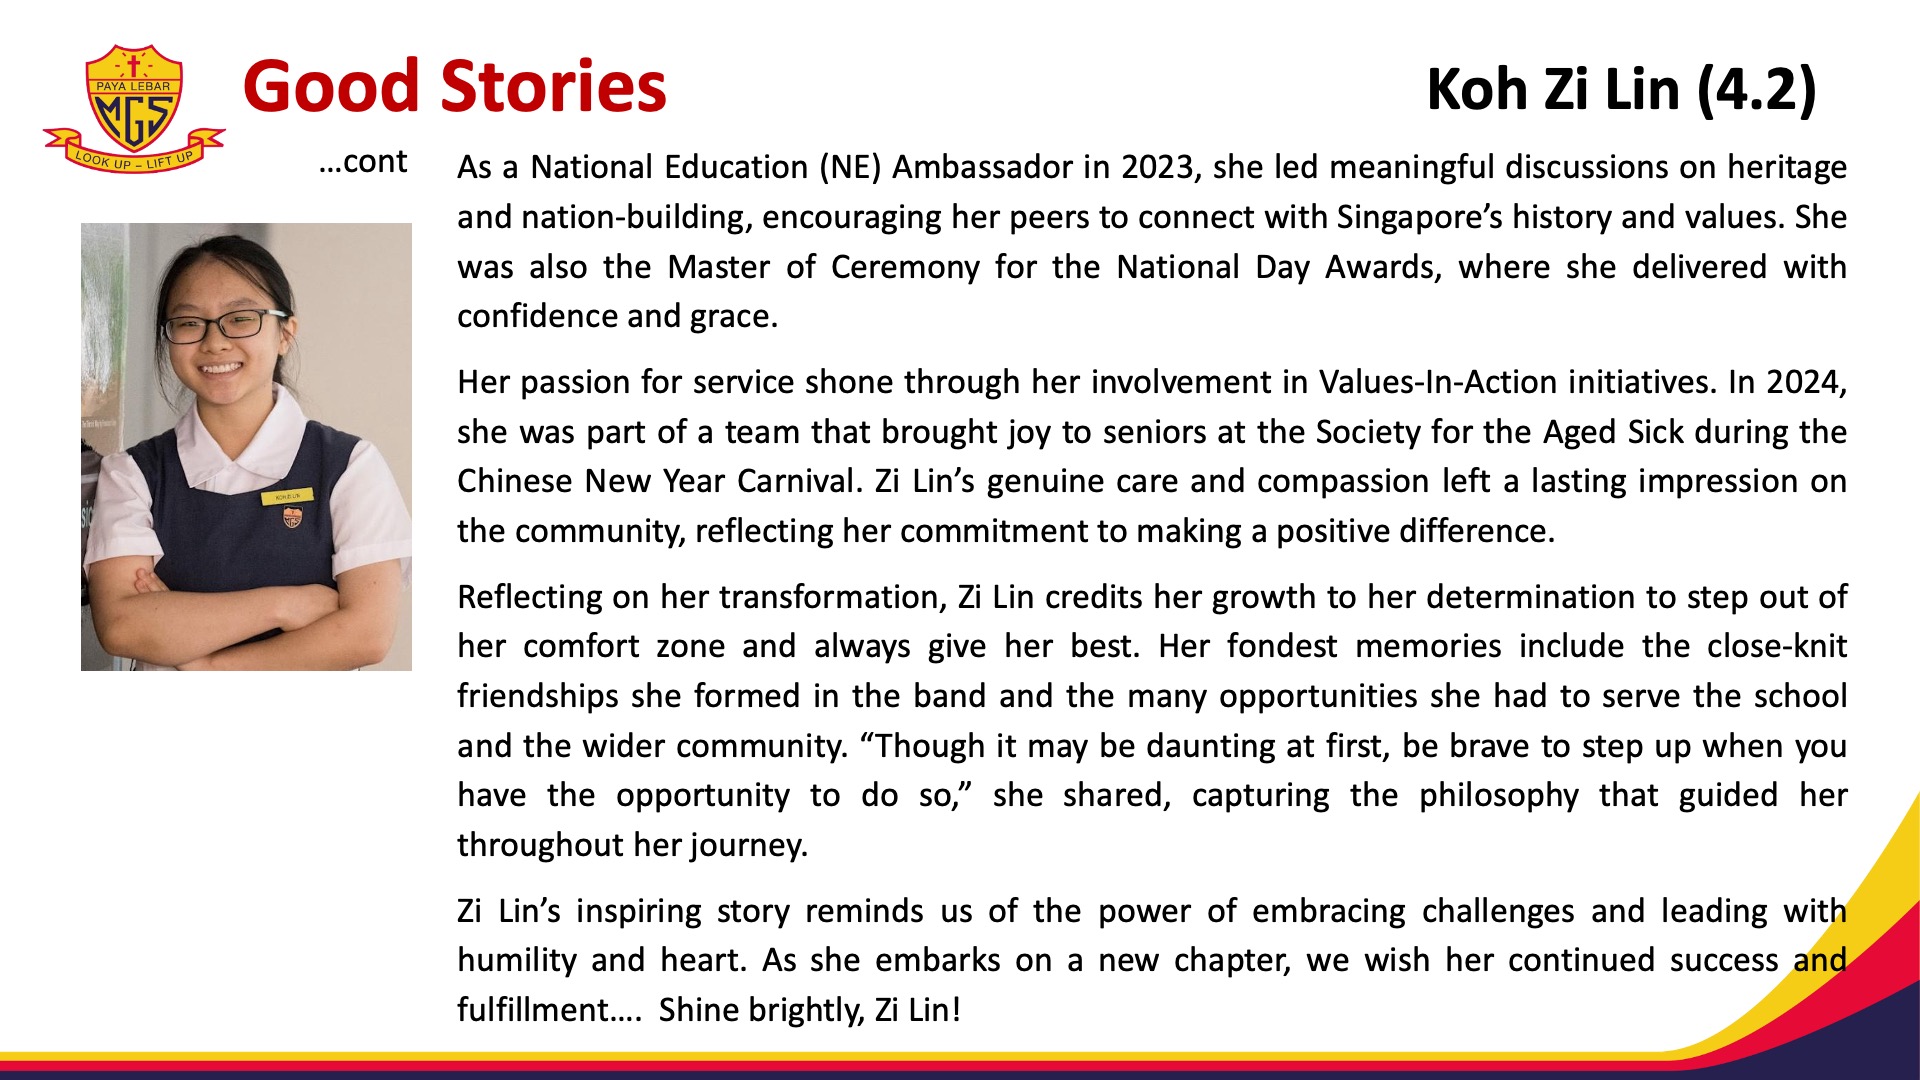 PAYA LEBAR
MGS
LOOK UP – LIFT UP
Good Stories
Koh Zi Lin (4.2)
...cont
As a National Education (NE) Ambassador in 2023, she led meaningful discussions on heritage
and nation-building, encouraging her peers to connect with Singapore’s history and values. She
was also the Master of Ceremony for the National Day Awards, where she delivered with
confidence and grace.
Her passion for service shone through her involvement in Values-In-Action initiatives. In 2024,
she was part of a team that brought joy to seniors at the Society for the Aged Sick during the
Chinese New Year Carnival. Zi Lin’s genuine care and compassion left a lasting impression on
the community, reflecting her commitment to making a positive difference.
Reflecting on her transformation, Zi Lin credits her growth to her determination to step out of
her comfort zone and always give her best. Her fondest memories include the close-knit
friendships she formed in the band and the many opportunities she had to serve the school
and the wider community. “Though it may be daunting at first, be brave to step up when you
have the opportunity to do so,” she shared, capturing the philosophy that guided her
throughout her journey.
Zi Lin’s inspiring story reminds us of the power of embracing challenges and leading with
humility and heart. As she embarks on a new chapter, we wish her continued success and
fulfillment.... Shine brightly, Zi Lin!
KOH ZI LIN
MGS